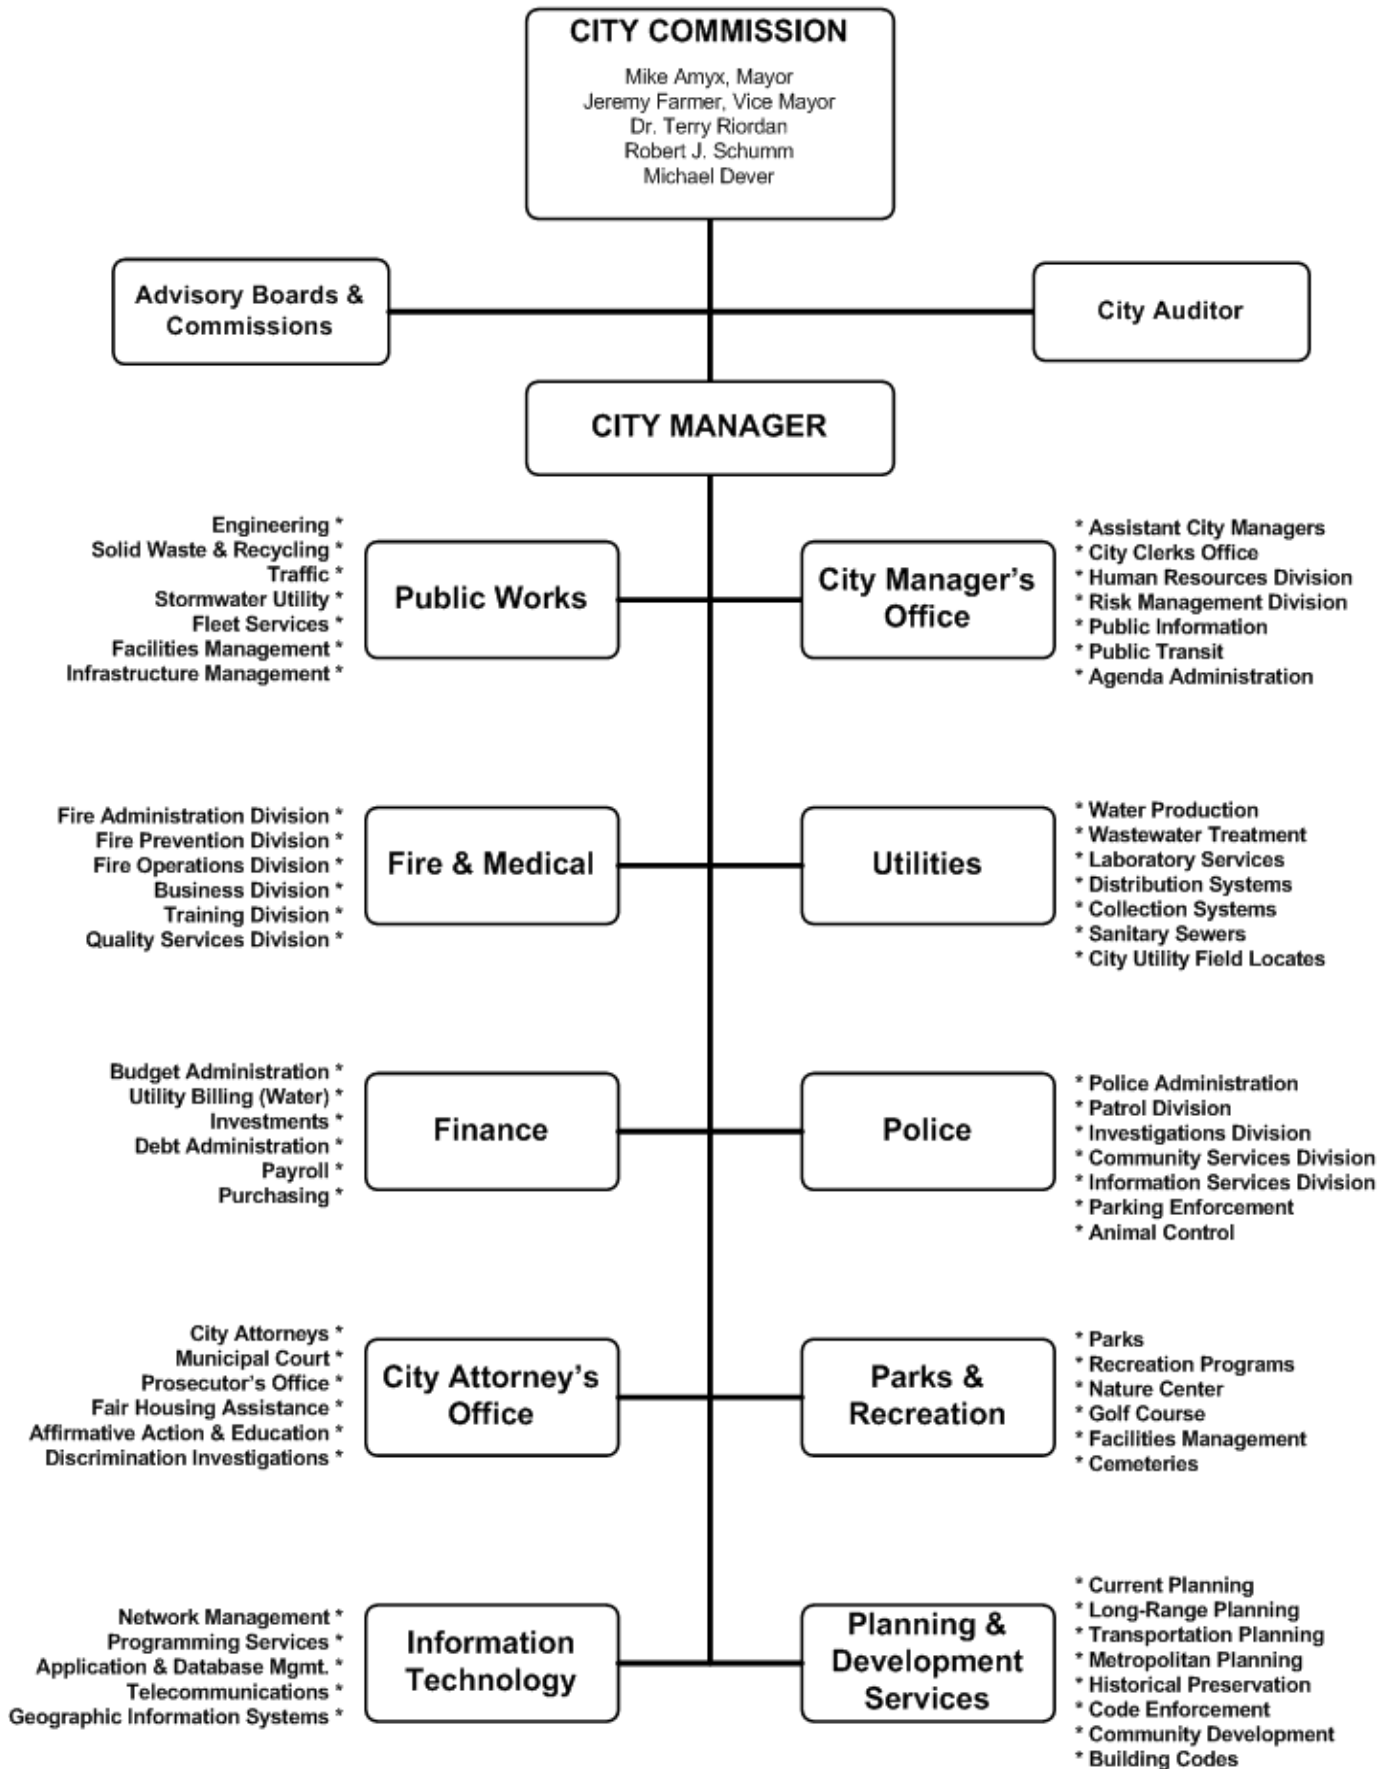 CITY COMMISSION
Mike Amyx, Mayor
Jeremy Farmer, Vice Mayor
Dr. Terry Riordan
Robert J. Schumm
Michael Dever
Advisory Boards &
Commissions
City Auditor
CITY MANAGER
Engineering *
Solid Waste & Recycling *
Traffic *
Stormwater Utility *
Fleet Services *
Facilities Management *
Infrastructure Management *
Public Works
City Manager's
Office
* Assistant City Managers
* City Clerks Office
* Human Resources Division
* Risk Management Division
* Public Information
* Public Transit
* Agenda Administration
Fire Administration Division *
Fire Prevention Division *
Fire Operations Division *
Business Division *
Training Division *
Quality Services Division *
Fire & Medical
Utilities
* Water Production
* Wastewater Treatment
* Laboratory Services
* Distribution Systems
* Collection Systems
* Sanitary Sewers
* City Utility Field Locates
Budget Administration *
Utility Billing (Water) *
Investments *
Debt Administration *
Payroll *
Purchasing *
Finance
Police
* Police Administration
* Patrol Division
* Investigations Division
* Community Services Division
* Information Services Division
* Parking Enforcement
* Animal Control
City Attorneys *
Municipal Court *
Prosecutor's Office *
Fair Housing Assistance *
Affirmative Action & Education *
Discrimination Investigations *
City Attorney's
Office
Parks &
Recreation
* Parks
* Recreation Programs
* Nature Center
* Golf Course
* Facilities Management
* Cemeteries
Network Management *
Programming Services *
Application & Database Mgmt. *
Telecommunications *
Geographic Information Systems *
Information
Technology
Planning &
Development
Services
* Current Planning
* Long-Range Planning
* Transportation Planning
* Metropolitan Planning
* Historical Preservation
* Code Enforcement
* Community Development
* Building Codes